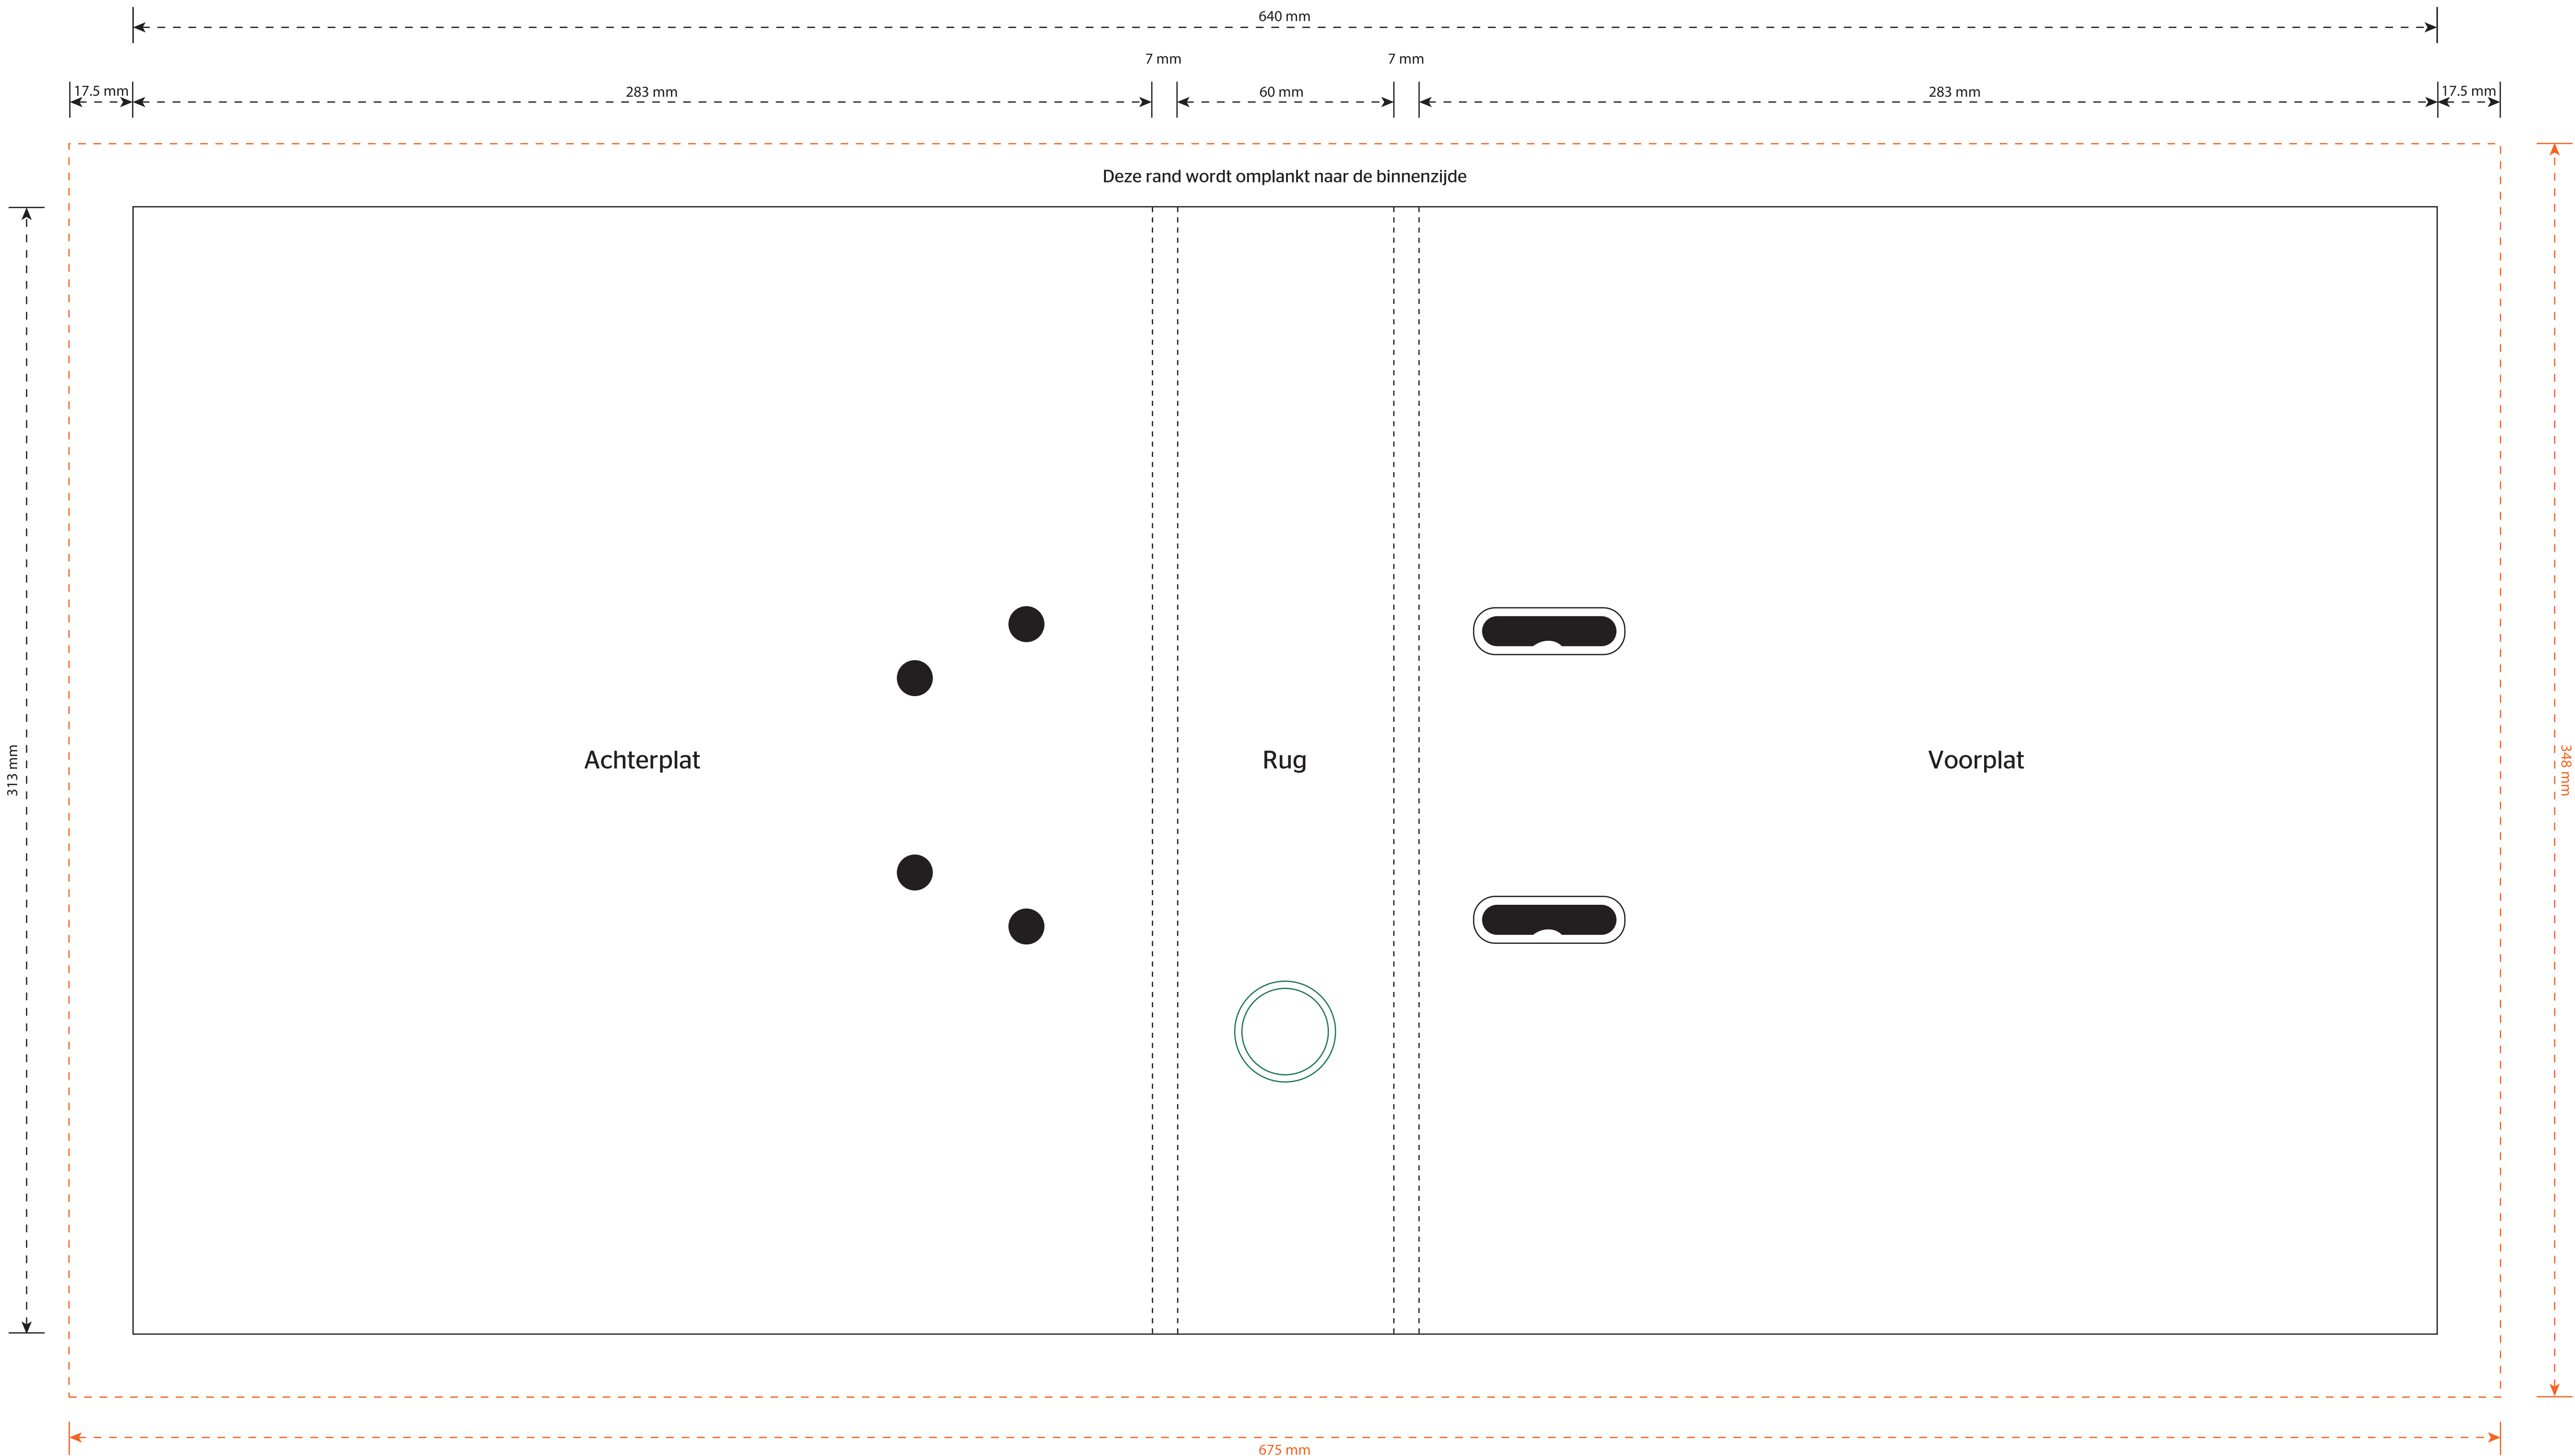 640 mm
7 mm
7 mm
17.5 mm
283 mm
60 mm
283 mm
17.5 mm
Deze rand wordt omplankt naar de binnenzijde
313 mm
Achterplat
Rug
Voorplat
348 mm
675 mm